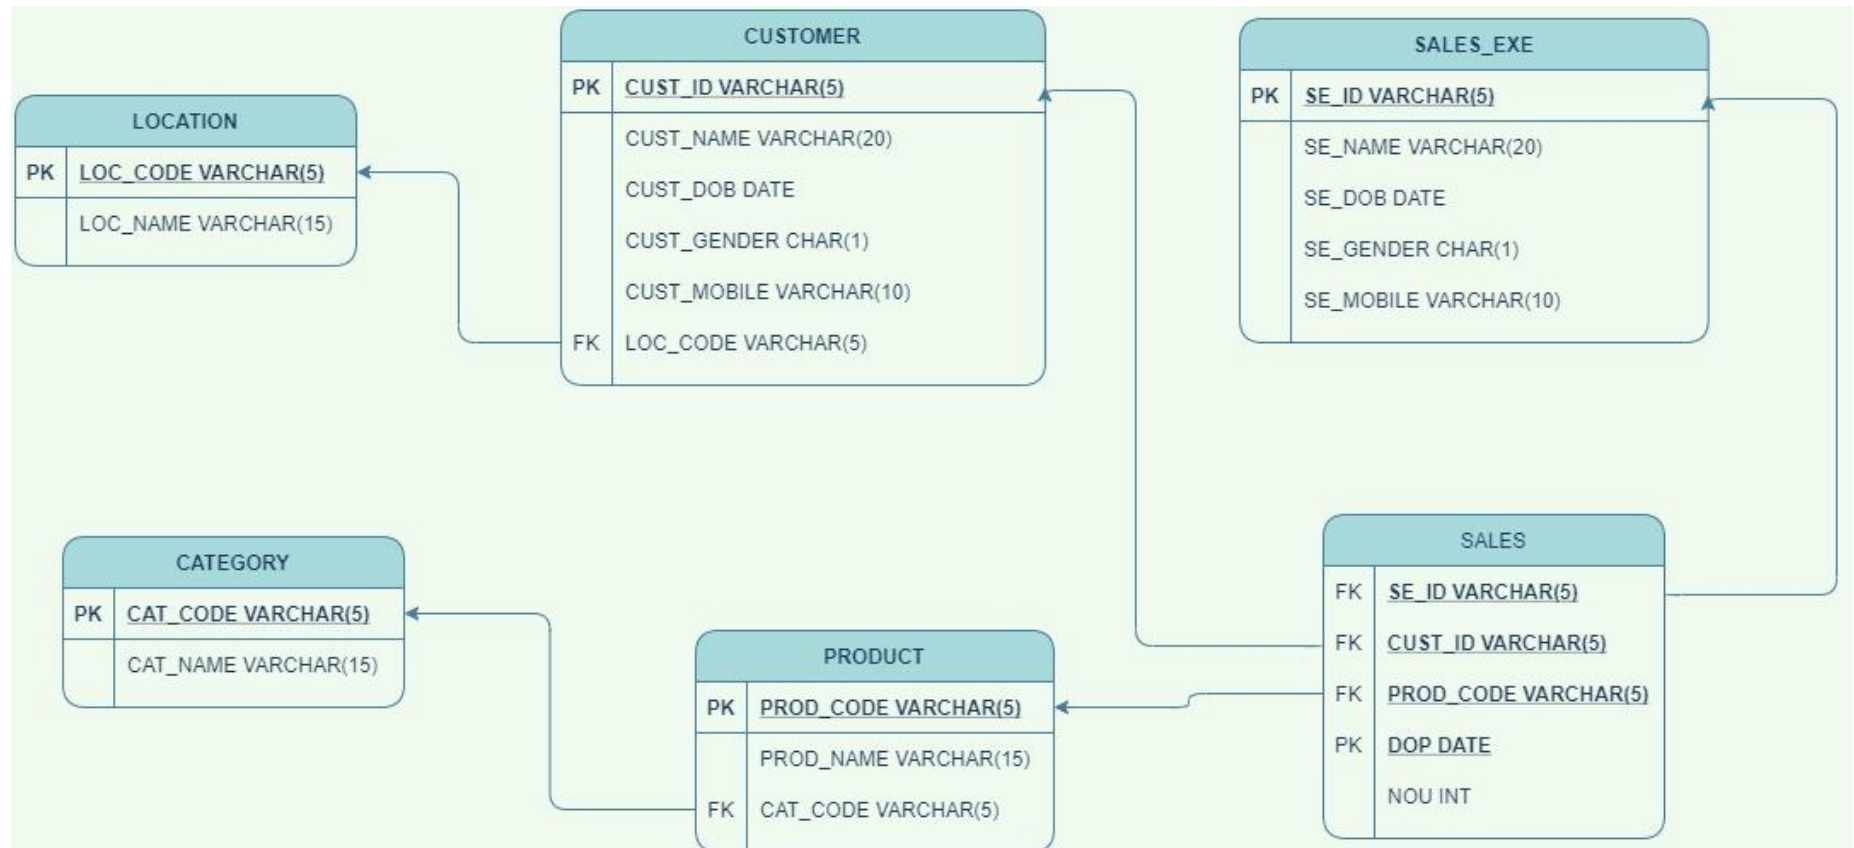 LOCATION
PK LOC_CODE VARCHAR(5)
LOC_NAME VARCHAR(15)
CUSTOMER
PK CUST_ID VARCHAR(5)
CUST_NAME VARCHAR(20)
CUST_DOB DATE
CUST_GENDER CHAR(1)
CUST_MOBILE VARCHAR(10)
FK LOC_CODE VARCHAR(5)
SALES_EXE
PK SE_ID VARCHAR(5)
SE_NAME VARCHAR(20)
SE_DOB DATE
SE_GENDER CHAR(1)
SE_MOBILE VARCHAR(10)
CATEGORY
PK CAT_CODE VARCHAR(5)
CAT_NAME VARCHAR(15)
PRODUCT
PK PROD_CODE VARCHAR(5)
PROD_NAME VARCHAR(15)
FK CAT_CODE VARCHAR(5)
SALES
FK SE_ID VARCHAR(5)
FK CUST_ID VARCHAR(5)
FK PROD_CODE VARCHAR(5)
PK DOP DATE
NOU INT